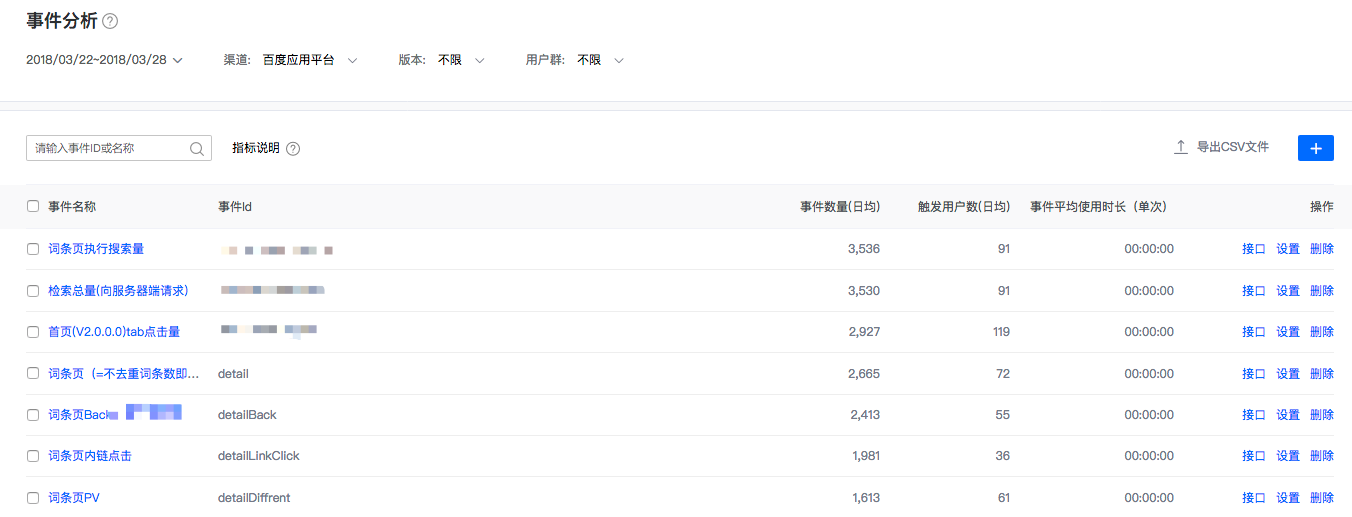 事件分析 ?
2018/03/22~2018/03/28 渠道: 百度应用平台 版本: 不限 用户群: 不限
请输入事件ID或名称 指标说明 ? 导出CSV文件 +
事件名称 事件Id 事件数量(日均) 触发用户数(日均) 事件平均使用时长（单次） 操作
词条页执行搜索量 3,536 91 00:00:00 接口 设置 删除
检索总量(向服务器端请求) 3,530 91 00:00:00 接口 设置 删除
首页(V2.0.0.0)tab点击量 2,927 119 00:00:00 接口 设置 删除
词条页（=不去重词条数即... detail 2,665 72 00:00:00 接口 设置 删除
词条页Back detailBack 2,413 55 00:00:00 接口 设置 删除
词条页内链点击 detailLinkClick 1,981 36 00:00:00 接口 设置 删除
词条页PV detailDiffrent 1,613 61 00:00:00 接口 设置 删除